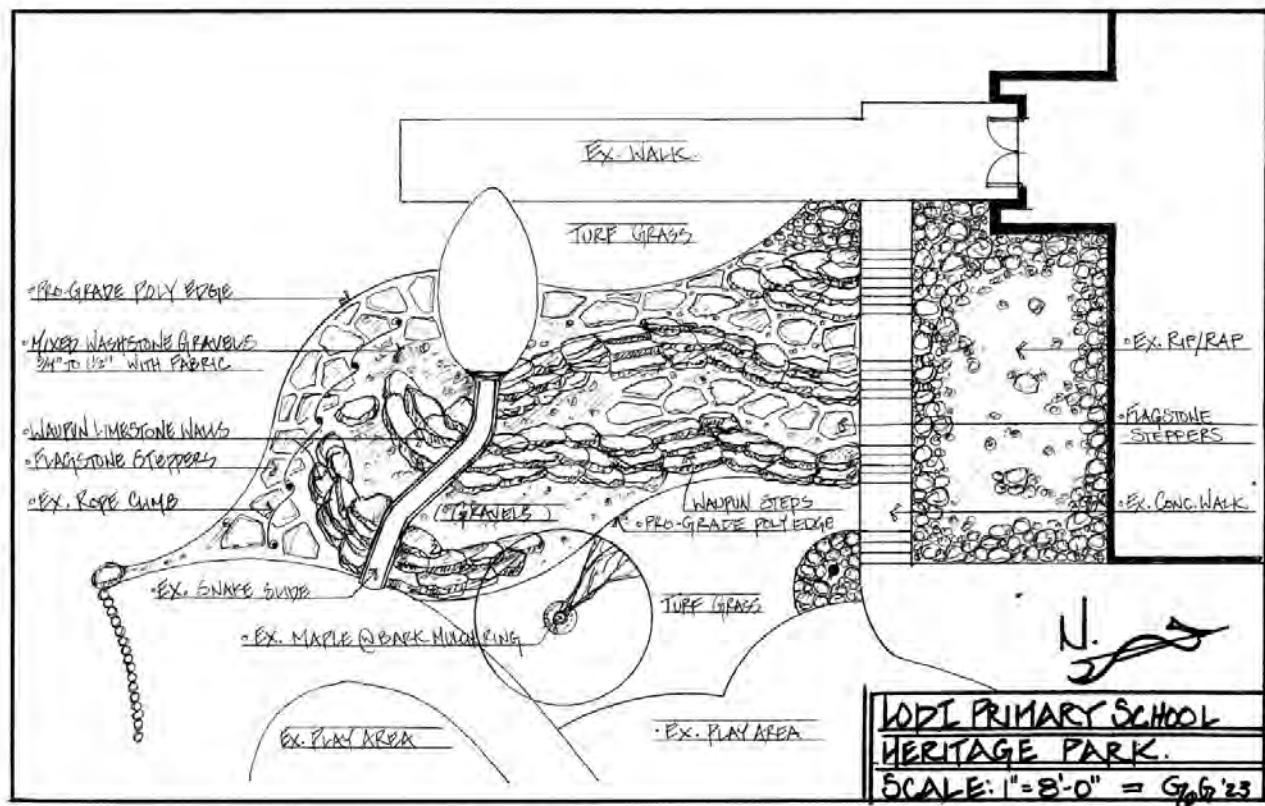 EX. WALK.
TURF GRASS
• PRO-GRADE POLY EDGE
• MIXED WASHSTONE GRAVELS
3/4" TO 1 1/2" WITH FABRIC
• EX. RIP/RAP
• WAUPUN LIMESTONE WALLS
• FLAGSTONE
STEPPERS
• FLAGSTONE STEPPERS
• EX. ROPE CLIMB
(GRAVELS)
WAUPUN STEPS
• PRO-GRADE POLY EDGE
• EX. CONC. WALK
• EX. SNAKE SLIDE
TURF GRASS
• EX. MAPLE @ BARK MULCH RING
N.
EX. PLAY AREA
• EX. PLAY AREA
LODI PRIMARY SCHOOL
HERITAGE PARK.
SCALE: 1" = 8'-0" = '23